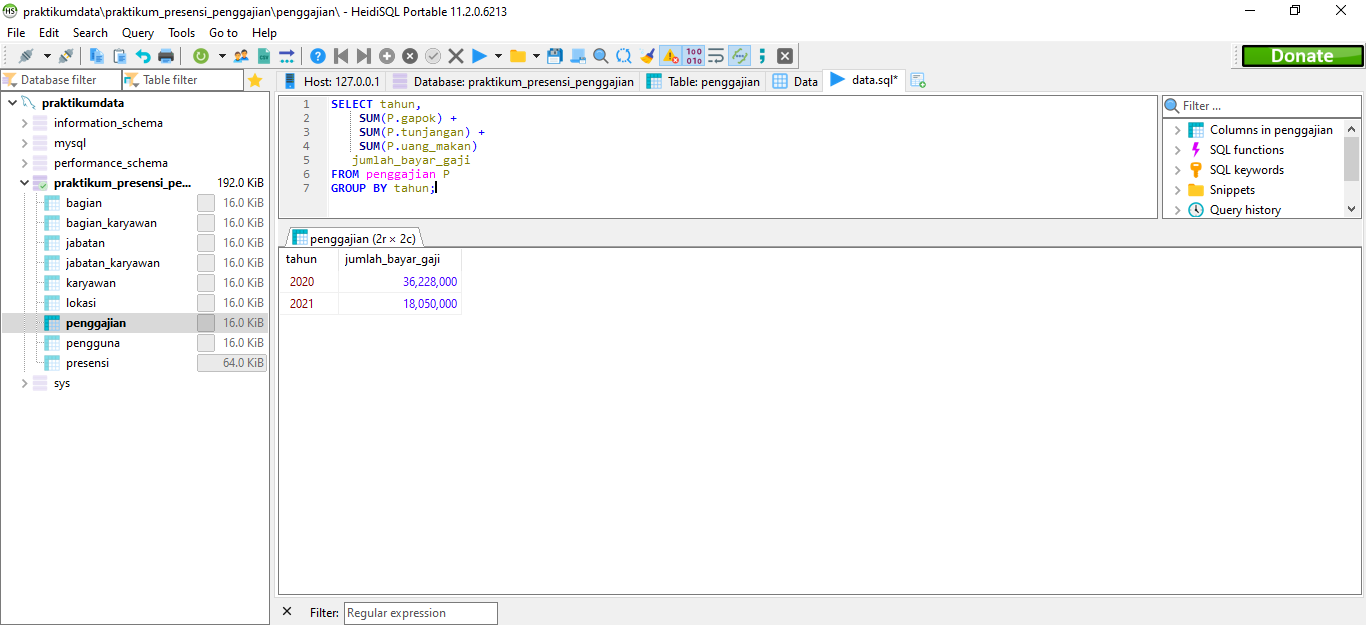 HS praktikumdata\praktikum_presensi_penggajian\penggajian\ - HeidiSQL Portable 11.2.0.6213
File Edit Search Query Tools Go to Help
Donate
Database filter Table filter
Host: 127.0.0.1 Database: praktikum_presensi_penggajian Table: penggajian Data data.sql*
praktikumdata
information_schema
mysql
performance_schema
praktikum_presensi_pe... 192.0 KiB
bagian 16.0 KiB
bagian_karyawan 16.0 KiB
jabatan 16.0 KiB
jabatan_karyawan 16.0 KiB
karyawan 16.0 KiB
lokasi 16.0 KiB
penggajian 16.0 KiB
pengguna 16.0 KiB
presensi 64.0 KiB
sys
1 SELECT tahun,
2 SUM(P.gapok) +
3 SUM(P.tunjangan) +
4 SUM(P.uang_makan)
5 jumlah_bayar_gaji
6 FROM penggajian P
7 GROUP BY tahun;
Filter ...
Columns in penggajian
SQL functions
SQL keywords
Snippets
Query history
penggajian (2r × 2c)
tahun jumlah_bayar_gaji
2020 36,228,000
2021 18,050,000
Filter: Regular expression